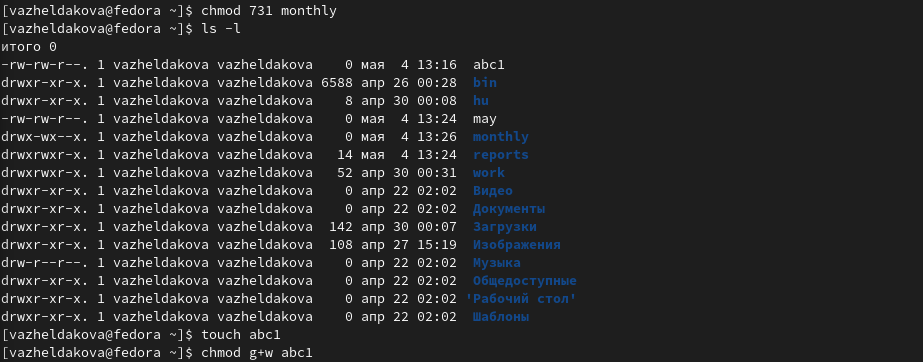 [vazheldakova@fedora ~]$ chmod 731 monthly
[vazheldakova@fedora ~]$ ls -l
итого 0
-rw-rw-r--. 1 vazheldakova vazheldakova    0 мая  4 13:16  abc1
drwxr-xr-x. 1 vazheldakova vazheldakova 6588 апр 26 00:28  bin
drwxr-xr-x. 1 vazheldakova vazheldakova    8 апр 30 00:08  hu
-rw-rw-r--. 1 vazheldakova vazheldakova    0 мая  4 13:24  may
drwx-wx--x. 1 vazheldakova vazheldakova    0 мая  4 13:26  monthly
drwxrwxr-x. 1 vazheldakova vazheldakova   14 мая  4 13:24  reports
drwxrwxr-x. 1 vazheldakova vazheldakova   52 апр 30 00:31  work
drwxr-xr-x. 1 vazheldakova vazheldakova    0 апр 22 02:02  Видео
drwxr-xr-x. 1 vazheldakova vazheldakova    0 апр 22 02:02  Документы
drwxr-xr-x. 1 vazheldakova vazheldakova  142 апр 30 00:07  Загрузки
drwxr-xr-x. 1 vazheldakova vazheldakova  108 апр 27 15:19  Изображения
drw-r--r--. 1 vazheldakova vazheldakova    0 апр 22 02:02  Музыка
drwxr-xr-x. 1 vazheldakova vazheldakova    0 апр 22 02:02  Общедоступные
drwxr-xr-x. 1 vazheldakova vazheldakova    0 апр 22 02:02 'Рабочий стол'
drwxr-xr-x. 1 vazheldakova vazheldakova    0 апр 22 02:02  Шаблоны
[vazheldakova@fedora ~]$ touch abc1
[vazheldakova@fedora ~]$ chmod g+w abc1